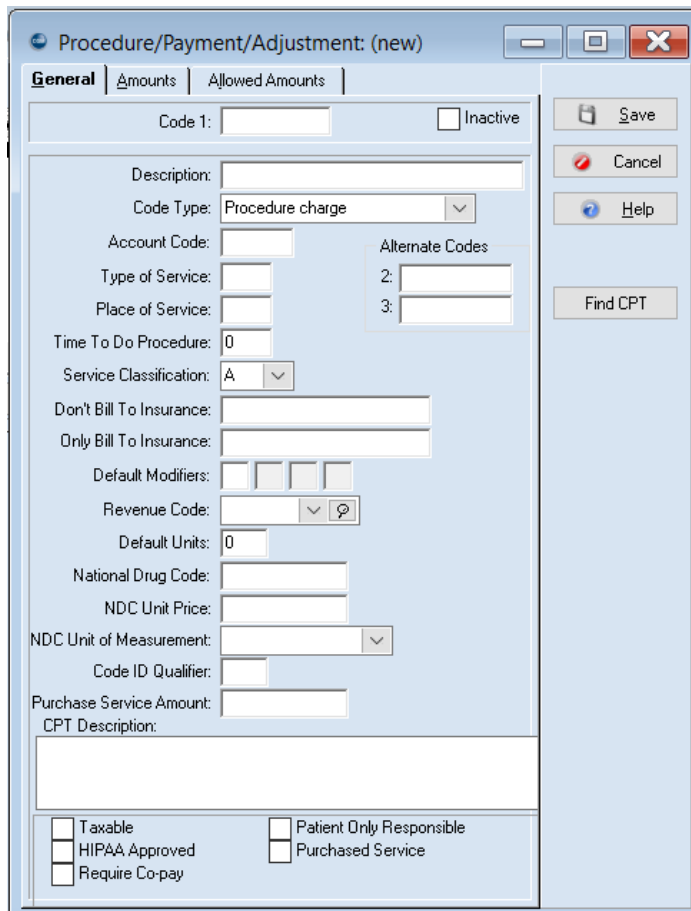 Procedure/Payment/Adjustment: (new)
General Amounts Allowed Amounts
Code 1: Inactive
Save
Description:
Cancel
Code Type: Procedure charge
Help
Account Code: Alternate Codes
Type of Service: 2:
Place of Service: 3:
Find CPT
Time To Do Procedure: 0
Service Classification: A
Don't Bill To Insurance:
Only Bill To Insurance:
Default Modifiers:
Revenue Code:
Default Units: 0
National Drug Code:
NDC Unit Price:
NDC Unit of Measurement:
Code ID Qualifier:
Purchase Service Amount:
CPT Description:
Taxable Patient Only Responsible
HIPAA Approved Purchased Service
Require Co-pay